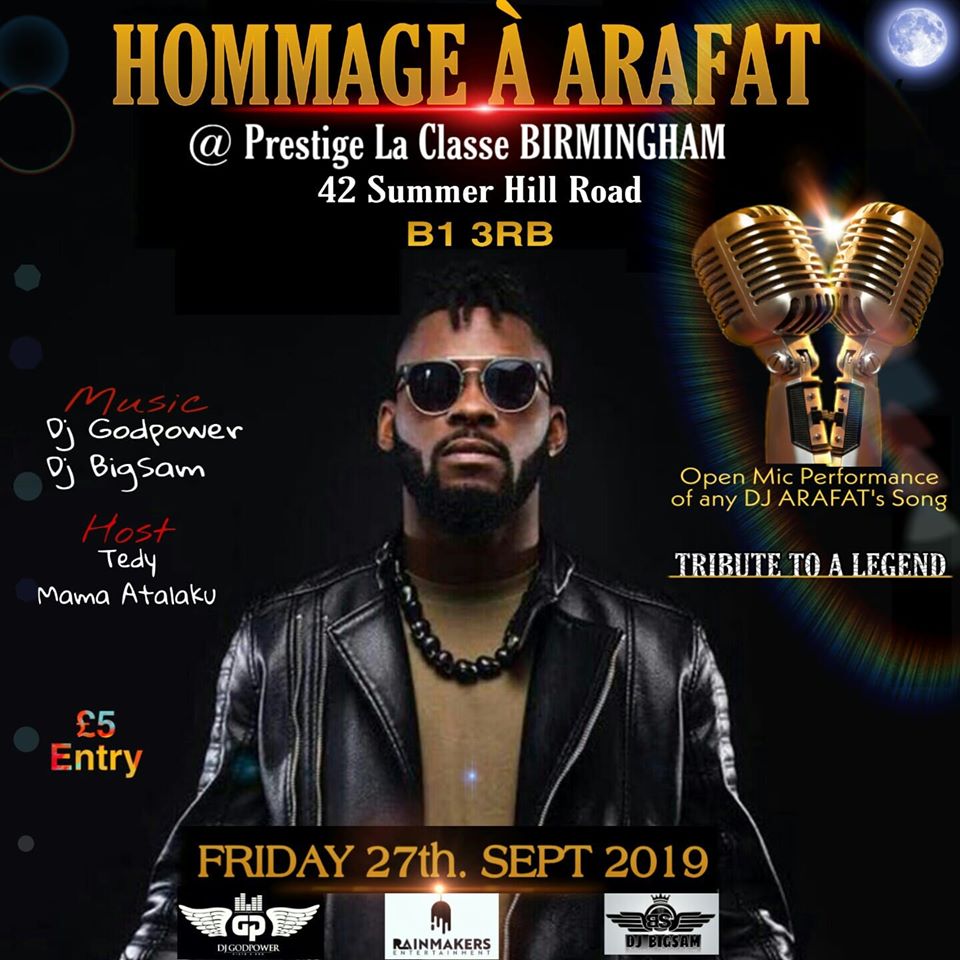 HOMMAGE À ARAFAT
@ Prestige La Classe BIRMINGHAM
42 Summer Hill Road
B1 3RB
Music
Dj Godpower
Dj BigSam
Host
Tedy
Mama Atalaku
Open Mic Performance
of any DJ ARAFAT's Song
TRIBUTE TO A LEGEND
£5
Entry
FRIDAY 27th. SEPT 2019
GP
DJ GODPOWER
RAINMAKERS
ENTERTAINMENT
BS
DJ BIGSAM